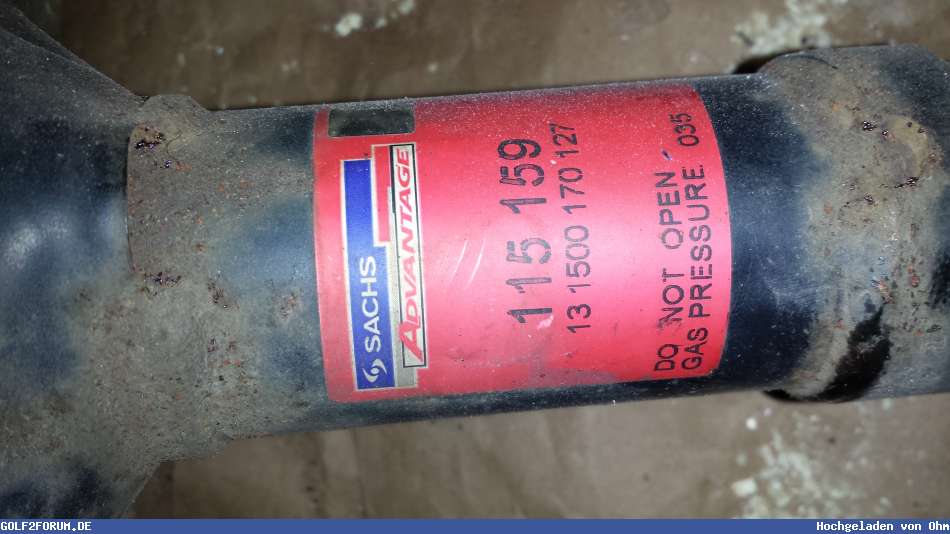 SACHS
ADVANTAGE
115 159
13 1500 170 127
DO NOT OPEN
GAS PRESSURE 035
GOLF2FORUM.DE
Hochgeladen von Ohm